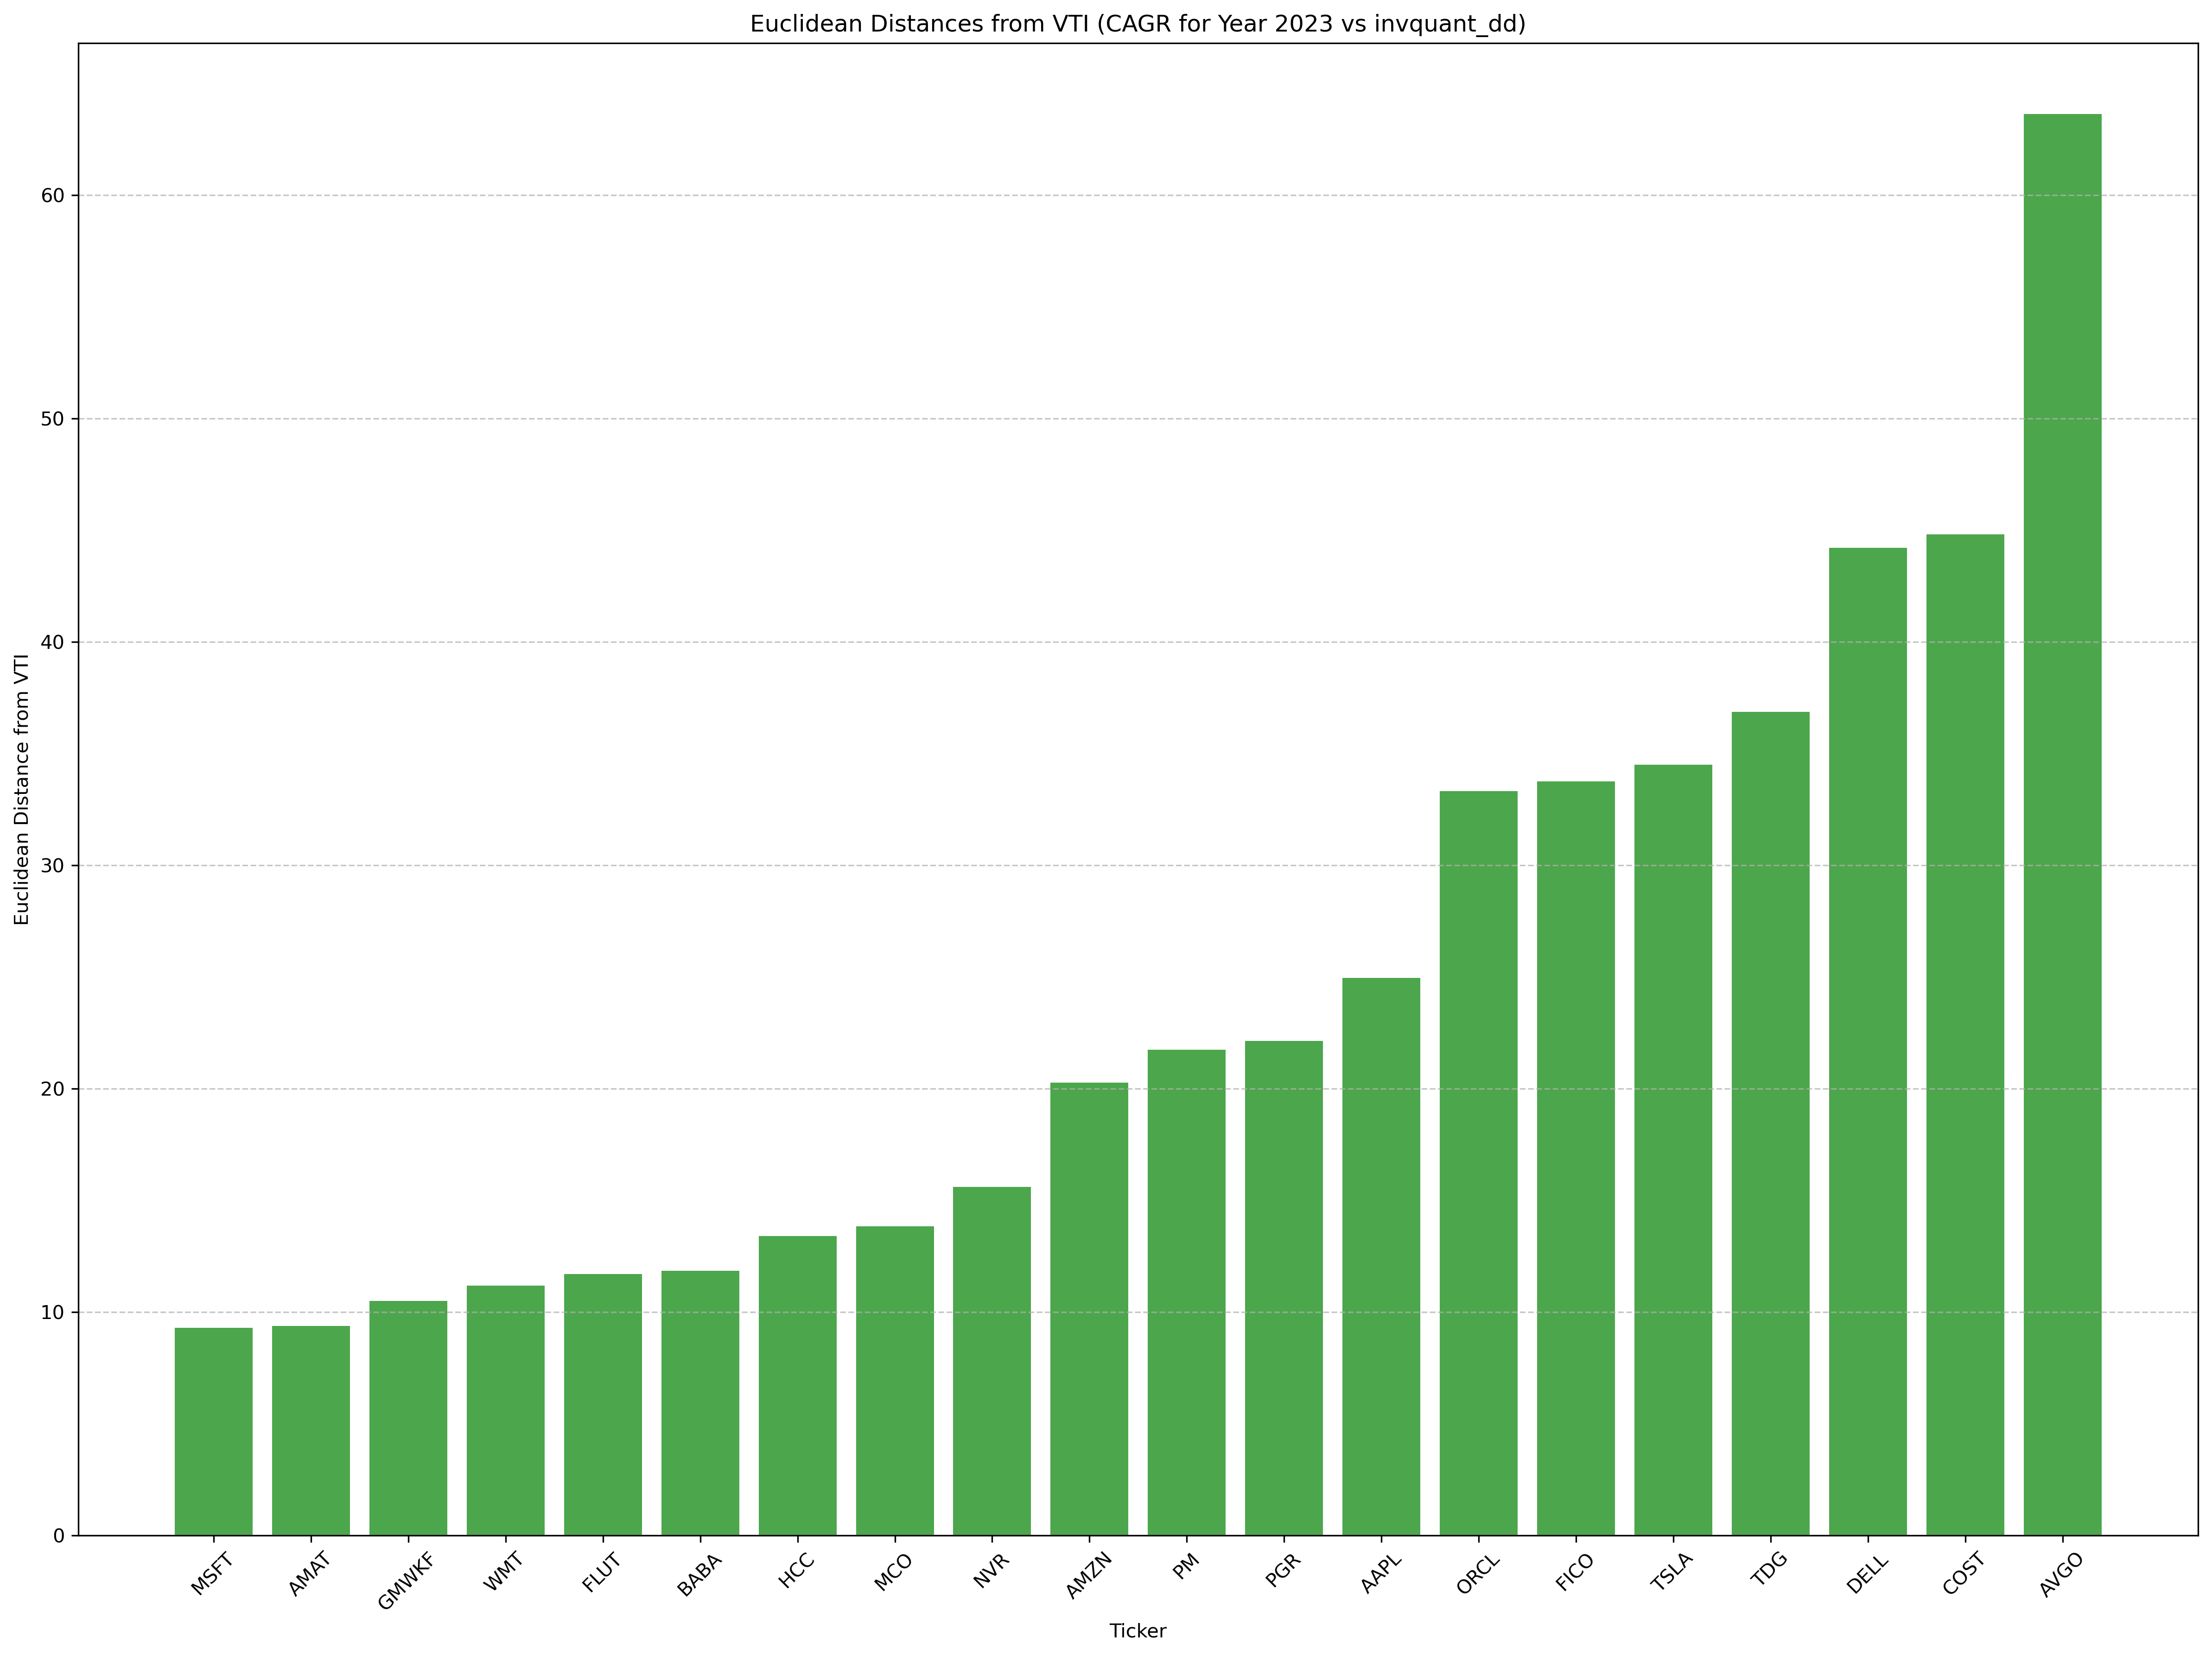 Euclidean Distances from VTI (CAGR for Year 2023 vs invquant_dd)
Euclidean Distance from VTI
60
50
40
30
20
10
0
MSFT
AMAT
GMWKF
WMT
FLUT
BABA
HCC
MCO
NVR
AMZN
PM
PGR
AAPL
ORCL
FICO
TSLA
TDG
DELL
COST
AVGO
Ticker